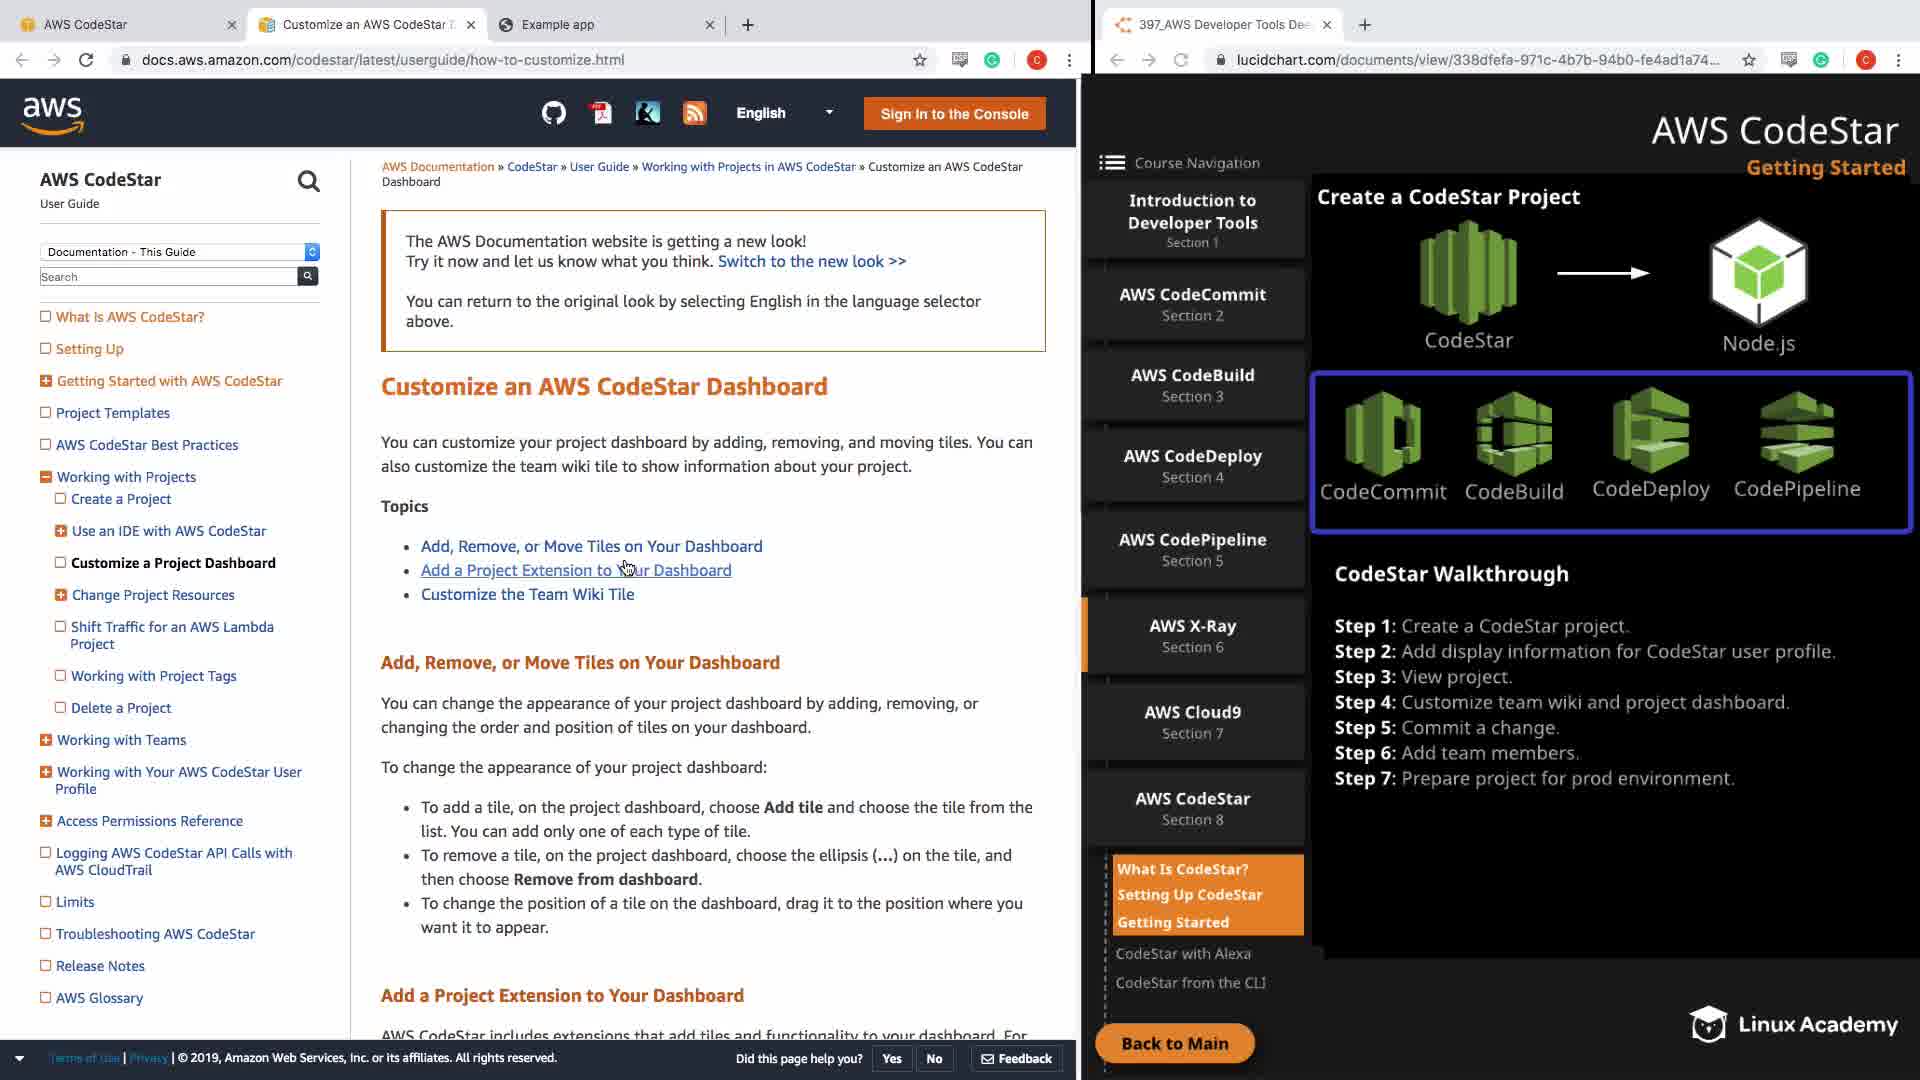 AWS CodeStar
Customize an AWS CodeStar D
Example app
docs.aws.amazon.com/codestar/latest/userguide/how-to-customize.html
C
aws
PDF
English
Sign In to the Console
AWS CodeStar
User Guide
Documentation - This Guide
Search
What Is AWS CodeStar?
Setting Up
Getting Started with AWS CodeStar
Project Templates
AWS CodeStar Best Practices
Working with Projects
Create a Project
Use an IDE with AWS CodeStar
Customize a Project Dashboard
Change Project Resources
Shift Traffic for an AWS Lambda
Project
Working with Project Tags
Delete a Project
Working with Teams
Working with Your AWS CodeStar User
Profile
Access Permissions Reference
Logging AWS CodeStar API Calls with
AWS CloudTrail
Limits
Troubleshooting AWS CodeStar
Release Notes
AWS Glossary
AWS Documentation » CodeStar » User Guide » Working with Projects in AWS CodeStar » Customize an AWS CodeStar
Dashboard
The AWS Documentation website is getting a new look!
Try it now and let us know what you think. Switch to the new look >>
You can return to the original look by selecting English in the language selector
above.
Customize an AWS CodeStar Dashboard
You can customize your project dashboard by adding, removing, and moving tiles. You can
also customize the team wiki tile to show information about your project.
Topics
• Add, Remove, or Move Tiles on Your Dashboard
• Add a Project Extension to Your Dashboard
• Customize the Team Wiki Tile
Add, Remove, or Move Tiles on Your Dashboard
You can change the appearance of your project dashboard by adding, removing, or
changing the order and position of tiles on your dashboard.
To change the appearance of your project dashboard:
• To add a tile, on the project dashboard, choose Add tile and choose the tile from the
list. You can add only one of each type of tile.
• To remove a tile, on the project dashboard, choose the ellipsis (...) on the tile, and
then choose Remove from dashboard.
• To change the position of a tile on the dashboard, drag it to the position where you
want it to appear.
Add a Project Extension to Your Dashboard
AWS CodeStar includes extensions that add tiles and functionality to your dashboard. For
Terms of Use | Privacy | © 2019, Amazon Web Services, Inc. or its affiliates. All rights reserved.
Did this page help you?
Yes
No
Feedback
397_AWS Developer Tools Dee
lucidchart.com/documents/view/338dfefa-971c-4b7b-94b0-fe4ad1a74...
C
AWS CodeStar
Getting Started
Course Navigation
Introduction to
Developer Tools
Section 1
AWS CodeCommit
Section 2
AWS CodeBuild
Section 3
AWS CodeDeploy
Section 4
AWS CodePipeline
Section 5
AWS X-Ray
Section 6
AWS Cloud9
Section 7
AWS CodeStar
Section 8
What Is CodeStar?
Setting Up CodeStar
Getting Started
CodeStar with Alexa
CodeStar from the CLI
Back to Main
Create a CodeStar Project
CodeStar
Node.js
CodeCommit
CodeBuild
CodeDeploy
CodePipeline
CodeStar Walkthrough
Step 1: Create a CodeStar project.
Step 2: Add display information for CodeStar user profile.
Step 3: View project.
Step 4: Customize team wiki and project dashboard.
Step 5: Commit a change.
Step 6: Add team members.
Step 7: Prepare project for prod environment.
Linux Academy